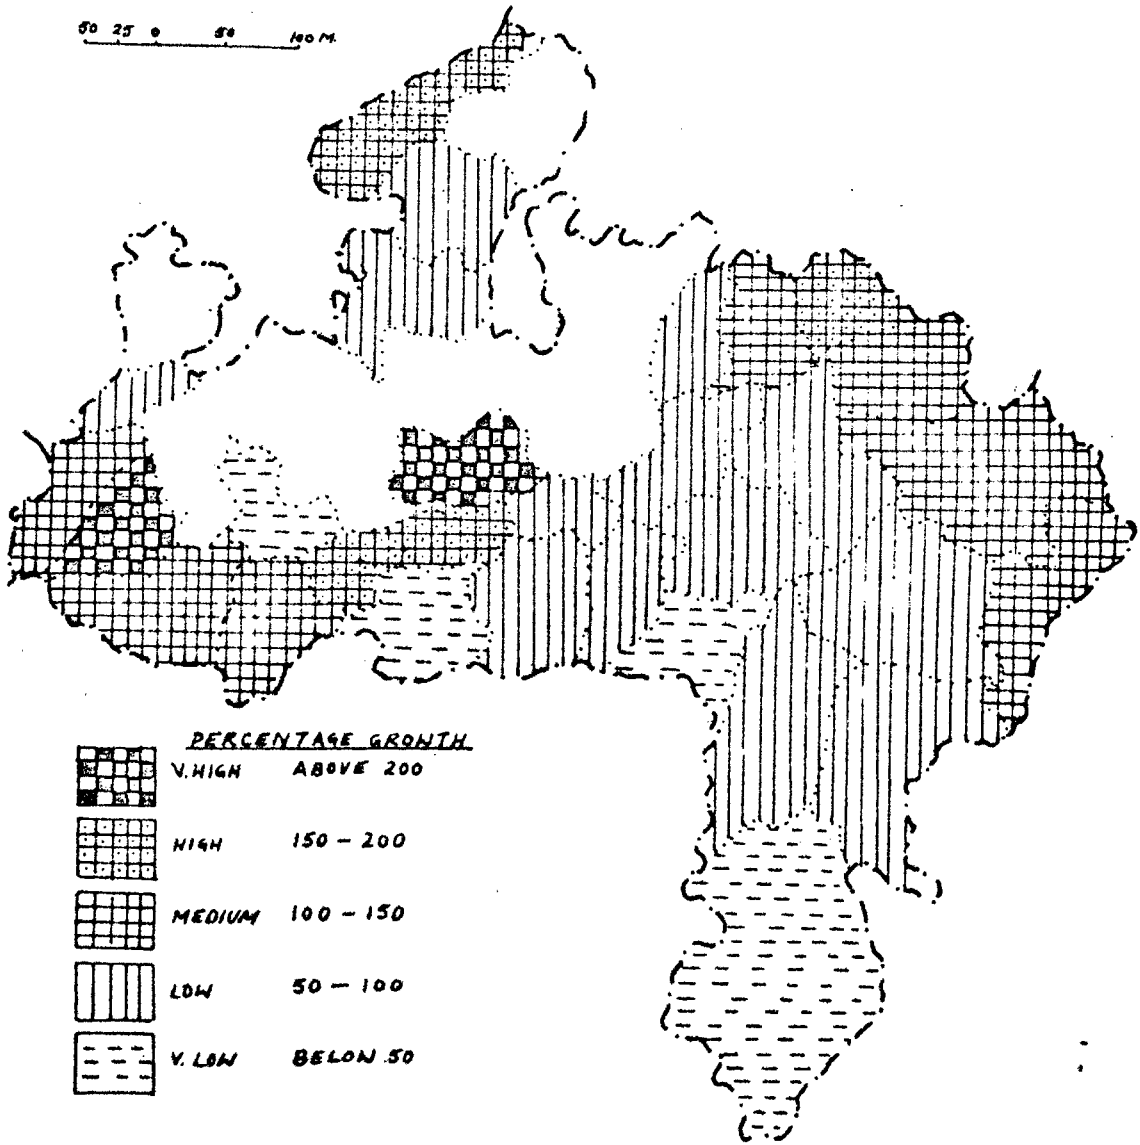 50 25 0 50 100 M.
PERCENTAGE GROWTH
V. HIGH ABOVE 200
HIGH 150 - 200
MEDIUM 100 - 150
LOW 50 - 100
V. LOW BELOW 50